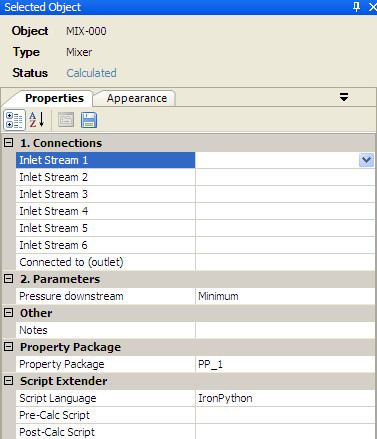 Selected Object
Object MIX-000
Type Mixer
Status Calculated
Properties Appearance
1. Connections
Inlet Stream 1
Inlet Stream 2
Inlet Stream 3
Inlet Stream 4
Inlet Stream 5
Inlet Stream 6
Connected to (outlet)
2. Parameters
Pressure downstream Minimum
Other
Notes
Property Package
Property Package PP_1
Script Extender
Script Language IronPython
Pre-Calc Script
Post-Calc Script